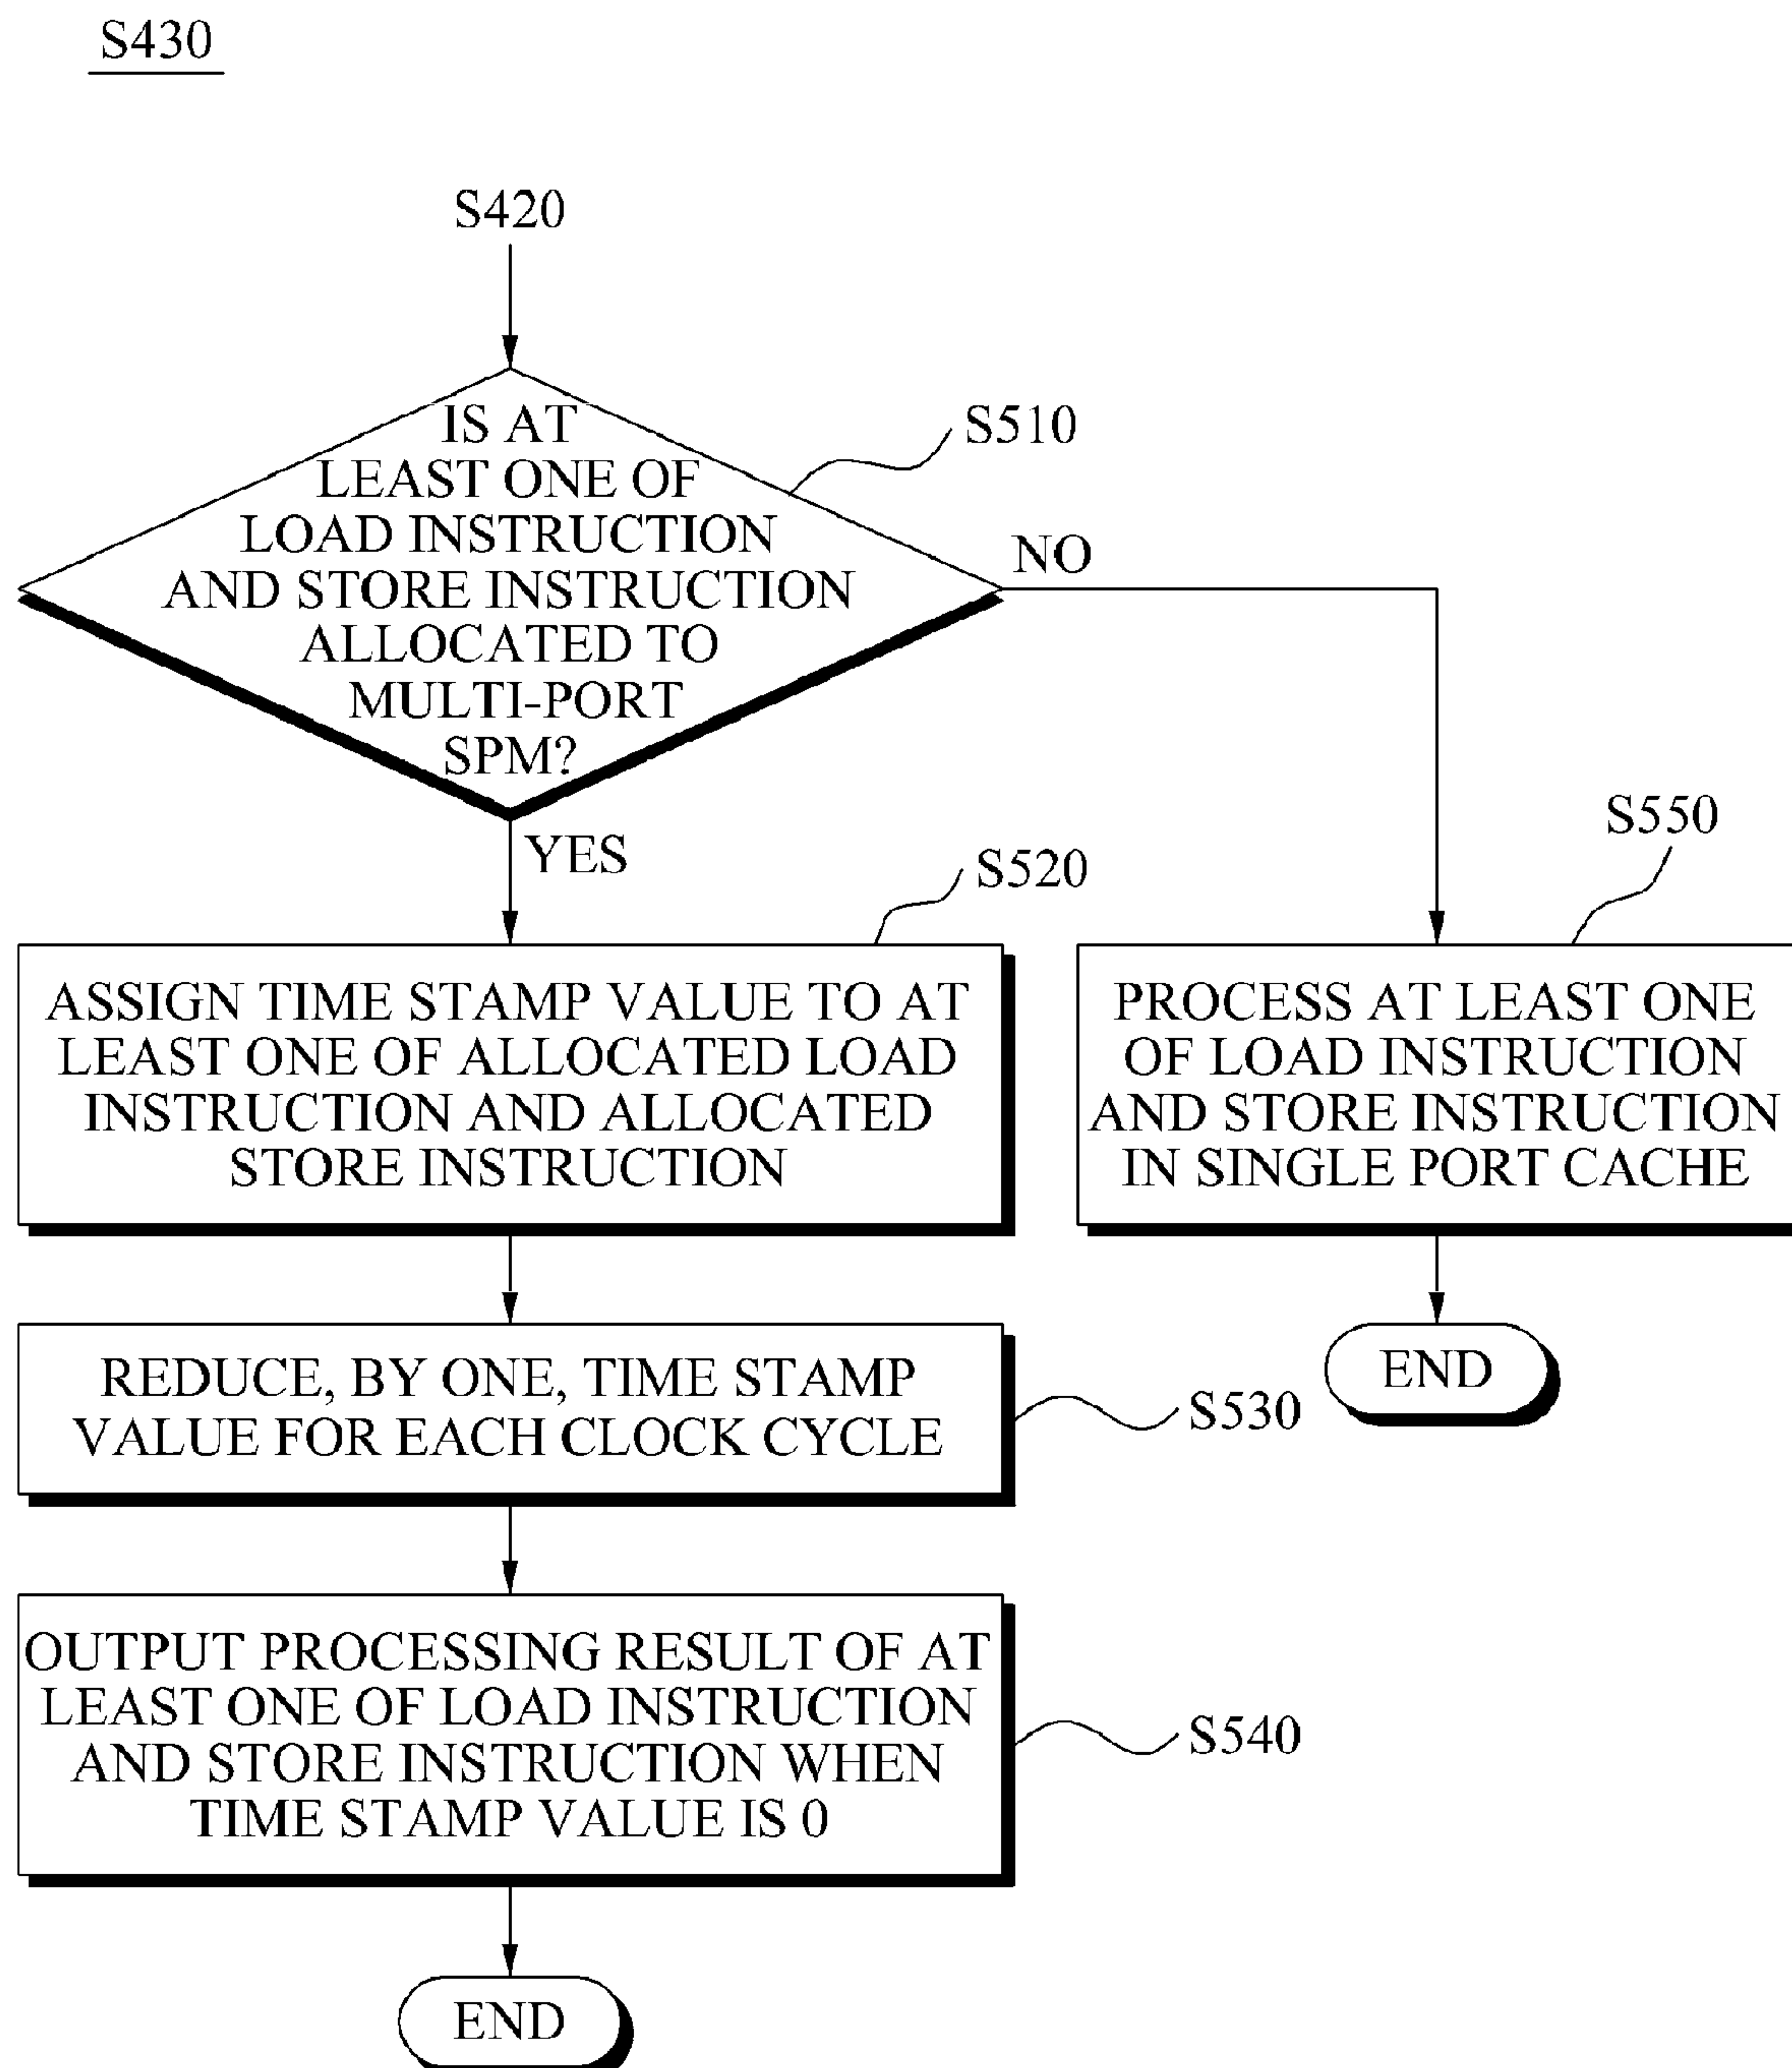 S430
S420
IS AT
LEAST ONE OF
LOAD INSTRUCTION
AND STORE INSTRUCTION
ALLOCATED TO
MULTI-PORT
SPM?
S510
NO
YES
S520
ASSIGN TIME STAMP VALUE TO AT
LEAST ONE OF ALLOCATED LOAD
INSTRUCTION AND ALLOCATED
STORE INSTRUCTION
S550
PROCESS AT LEAST ONE
OF LOAD INSTRUCTION
AND STORE INSTRUCTION
IN SINGLE PORT CACHE
END
REDUCE, BY ONE, TIME STAMP
VALUE FOR EACH CLOCK CYCLE
S530
OUTPUT PROCESSING RESULT OF AT
LEAST ONE OF LOAD INSTRUCTION
AND STORE INSTRUCTION WHEN
TIME STAMP VALUE IS 0
S540
END